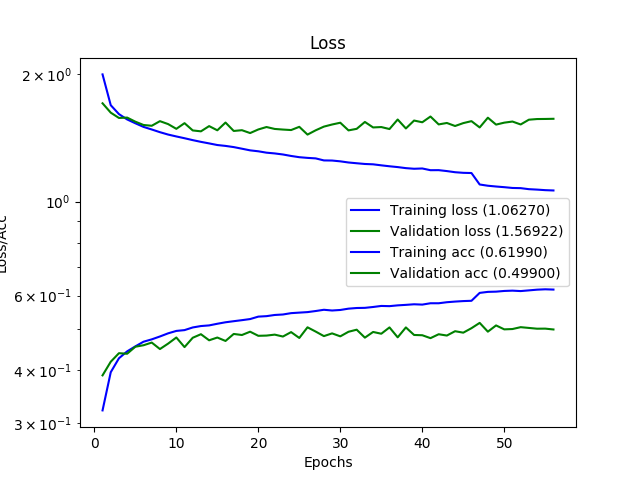 Loss
2 × 10⁰
10⁰
6 × 10⁻¹
4 × 10⁻¹
3 × 10⁻¹
Loss/Acc
Training loss (1.06270)
Validation loss (1.56922)
Training acc (0.61990)
Validation acc (0.49900)
0 10 20 30 40 50
Epochs